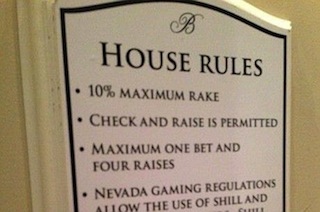 B
HOUSE RULES
• 10% MAXIMUM RAKE
• CHECK AND RAISE IS PERMITTED
• MAXIMUM ONE BET AND
FOUR RAISES
• NEVADA GAMING REGULATIONS
ALLOW THE USE OF SHILL AND